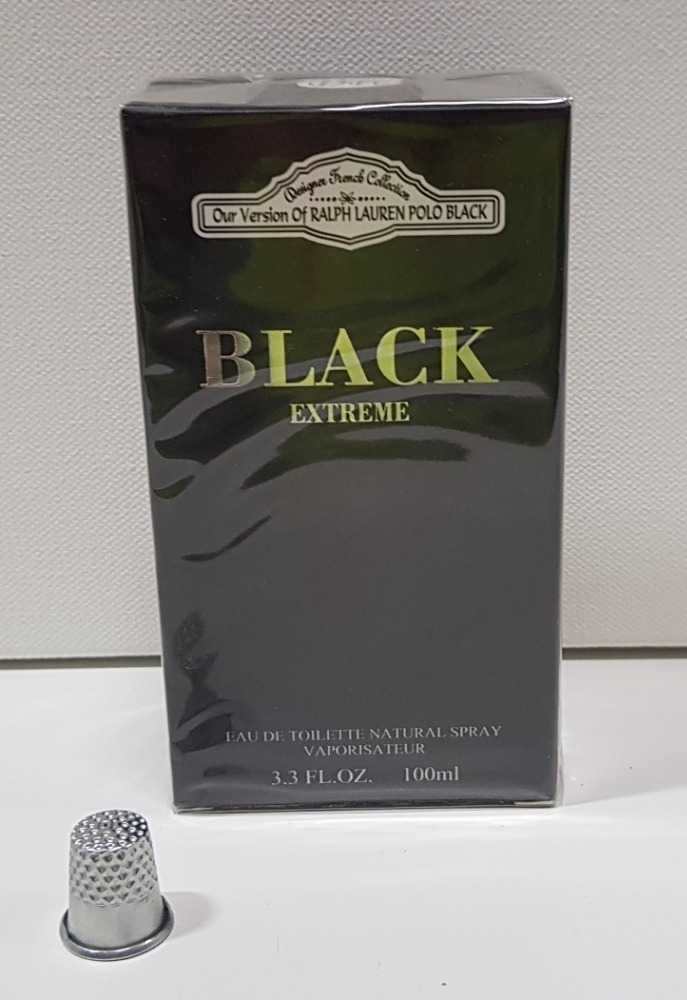 Designer French Collection
Our Version Of RALPH LAUREN POLO BLACK
BLACK
EXTREME
EAU DE TOILETTE NATURAL SPRAY
VAPORISATEUR
3.3 FL.OZ. 100ml